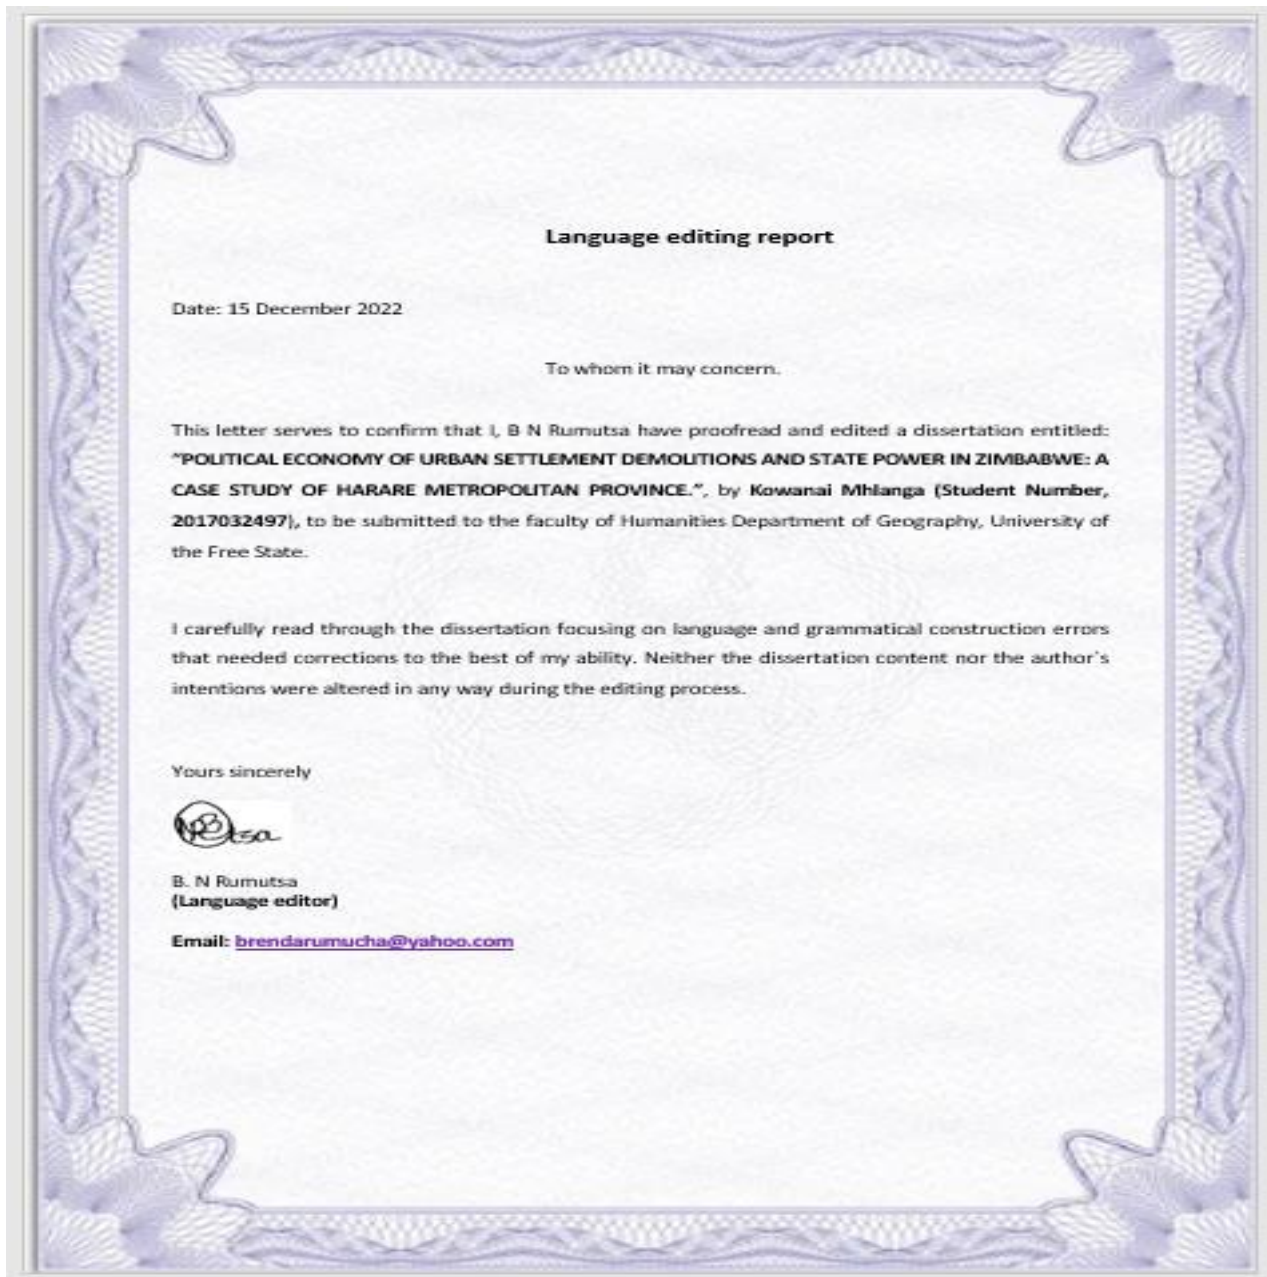 Language editing report
Date: 15 December 2022
To whom it may concern.
This letter serves to confirm that I, B N Rumutsa have proofread and edited a dissertation entitled:
“POLITICAL ECONOMY OF URBAN SETTLEMENT DEMOLITIONS AND STATE POWER IN ZIMBABWE: A
CASE STUDY OF HARARE METROPOLITAN PROVINCE.”, by Kowanai Mhlanga (Student Number,
2017032497), to be submitted to the faculty of Humanities Department of Geography, University of
the Free State.
I carefully read through the dissertation focusing on language and grammatical construction errors
that needed corrections to the best of my ability. Neither the dissertation content nor the author's
intentions were altered in any way during the editing process.
Yours sincerely
B. N Rumutsa
(Language editor)
Email: brendarumucha@yahoo.com